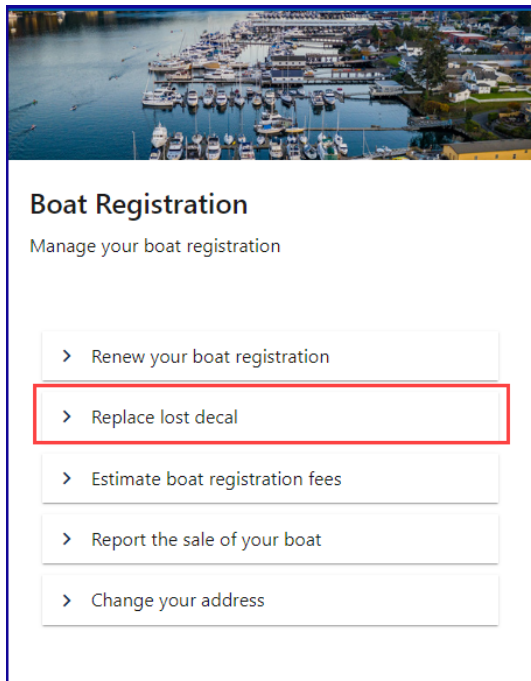 Boat Registration
Manage your boat registration
Renew your boat registration
Replace lost decal
Estimate boat registration fees
Report the sale of your boat
Change your address